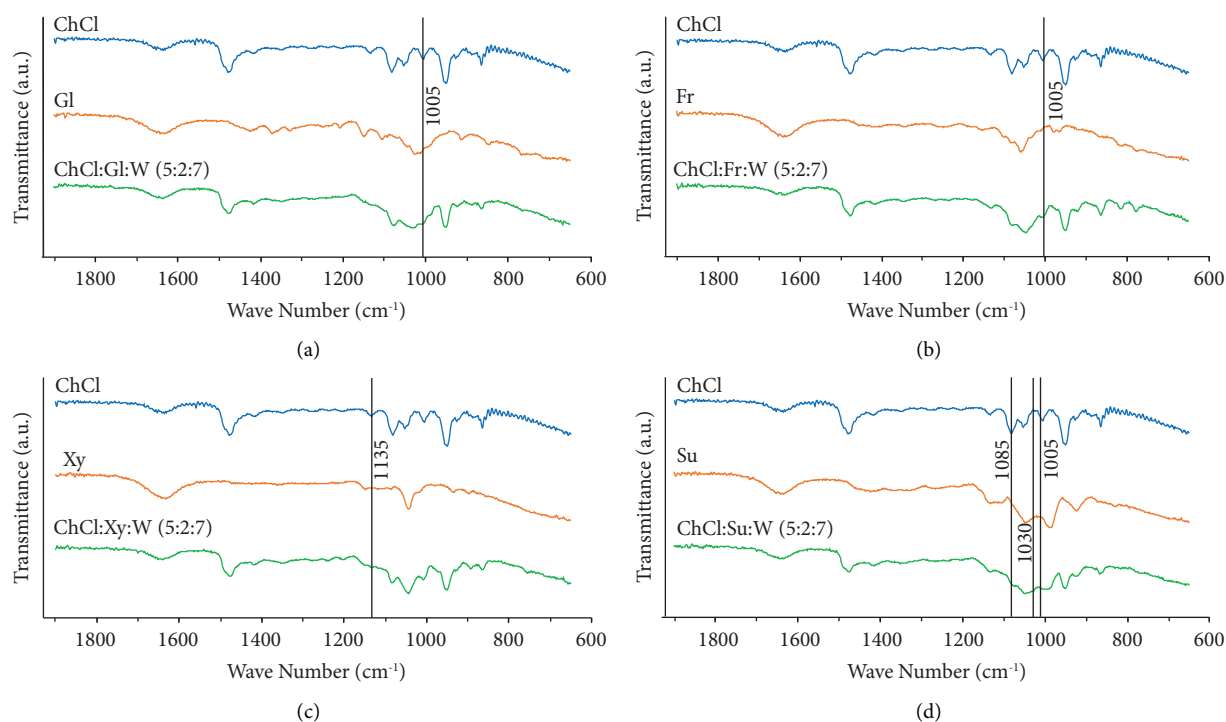 Transmittance (a.u.)
ChCl
Gl
ChCl:Gl:W (5:2:7)
1005
1800 1600 1400 1200 1000 800 600
Wave Number (cm⁻¹)
(a)
Transmittance (a.u.)
ChCl
Fr
ChCl:Fr:W (5:2:7)
1005
1800 1600 1400 1200 1000 800 600
Wave Number (cm⁻¹)
(b)
Transmittance (a.u.)
ChCl
Xy
ChCl:Xy:W (5:2:7)
1135
1800 1600 1400 1200 1000 800 600
Wave Number (cm⁻¹)
(c)
Transmittance (a.u.)
ChCl
Su
ChCl:Su:W (5:2:7)
1085
1030
1005
1800 1600 1400 1200 1000 800 600
Wave Number (cm⁻¹)
(d)